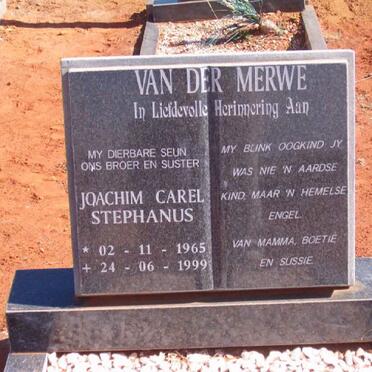 VAN DER MERWE
In Liefdevolle Herinnering Aan
MY DIERBARE SEUN
ONS BROER EN SUSTER
JOACHIM CAREL
STEPHANUS
* 02 - 11 - 1965
+ 24 - 06 - 1999
MY BLINK OOGKIND JY
WAS NIE 'N AARDSE
KIND, MAAR 'N HEMELSE
ENGEL.
VAN MAMMA, BOETIE
EN SUSSIE.